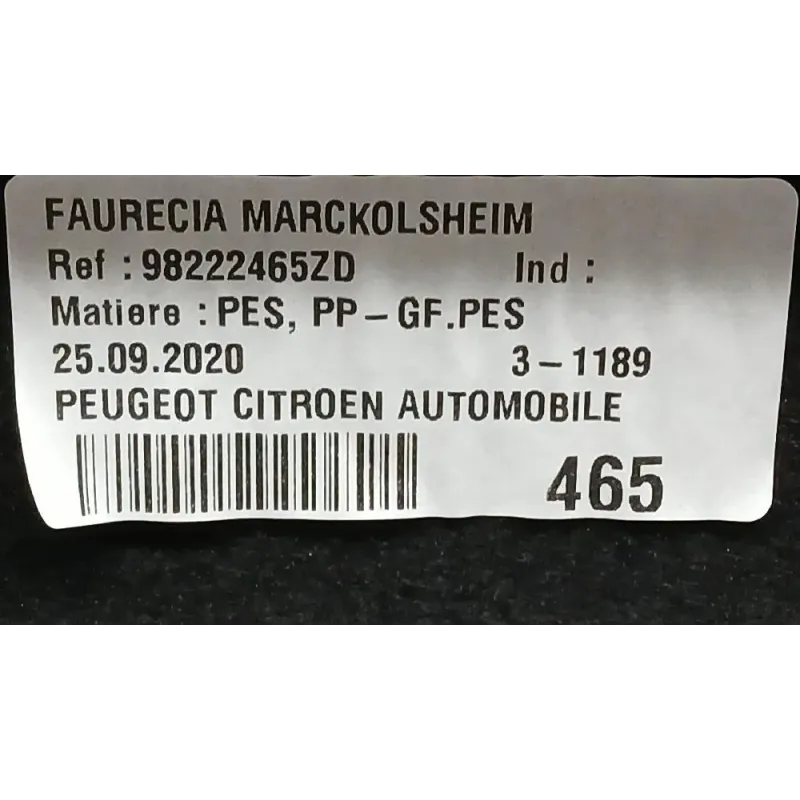 FAURECIA MARCKOLSHEIM
Ref : 98222465ZD Ind :
Matiere : PES, PP-GF.PES
25.09.2020 3-1189
PEUGEOT CITROEN AUTOMOBILE
465